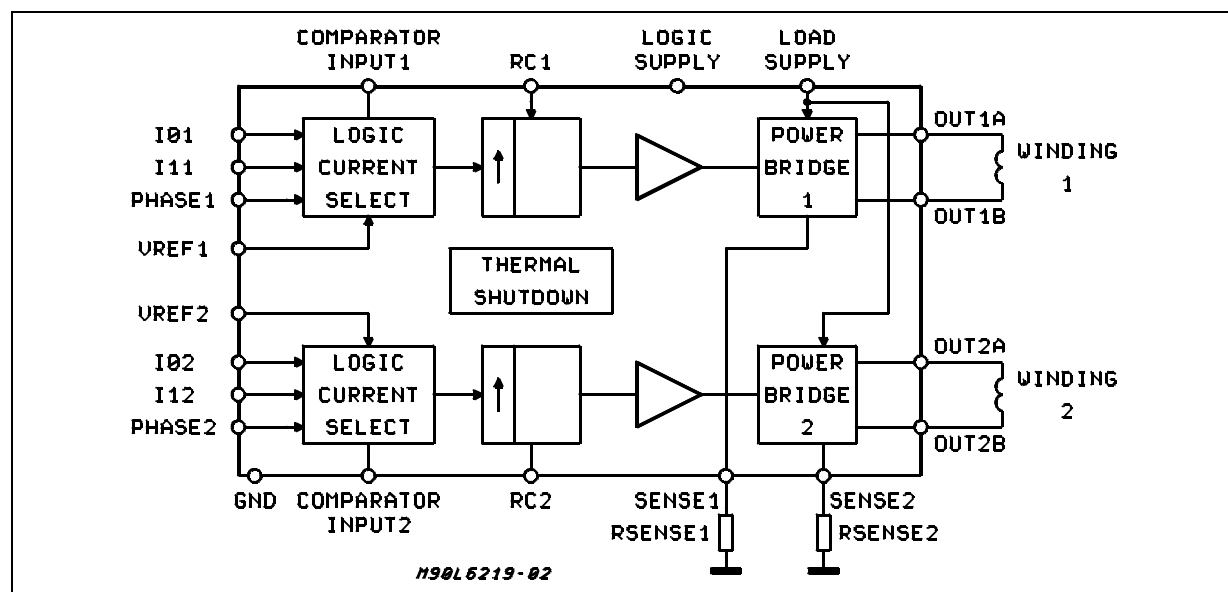 COMPARATOR
INPUT1
RC1
LOGIC
SUPPLY
LOAD
SUPPLY
I01
I11
PHASE1
VREF1
LOGIC
CURRENT
SELECT
POWER
BRIDGE
1
OUT1A
OUT1B
WINDING
1
THERMAL
SHUTDOWN
VREF2
I02
I12
PHASE2
LOGIC
CURRENT
SELECT
POWER
BRIDGE
2
OUT2A
OUT2B
WINDING
2
GND
COMPARATOR
INPUT2
RC2
SENSE1
RSENSE1
SENSE2
RSENSE2
M90L6219-02